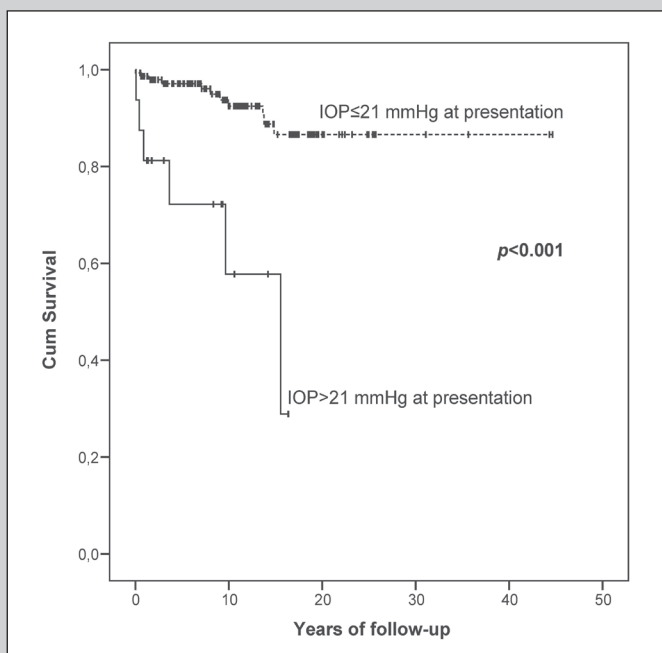 1,0
IOP≤21 mmHg at presentation
0,8
p<0.001
0,6
Cum Survival
0,4
IOP>21 mmHg at presentation
0,2
0,0
0 10 20 30 40 50
Years of follow-up